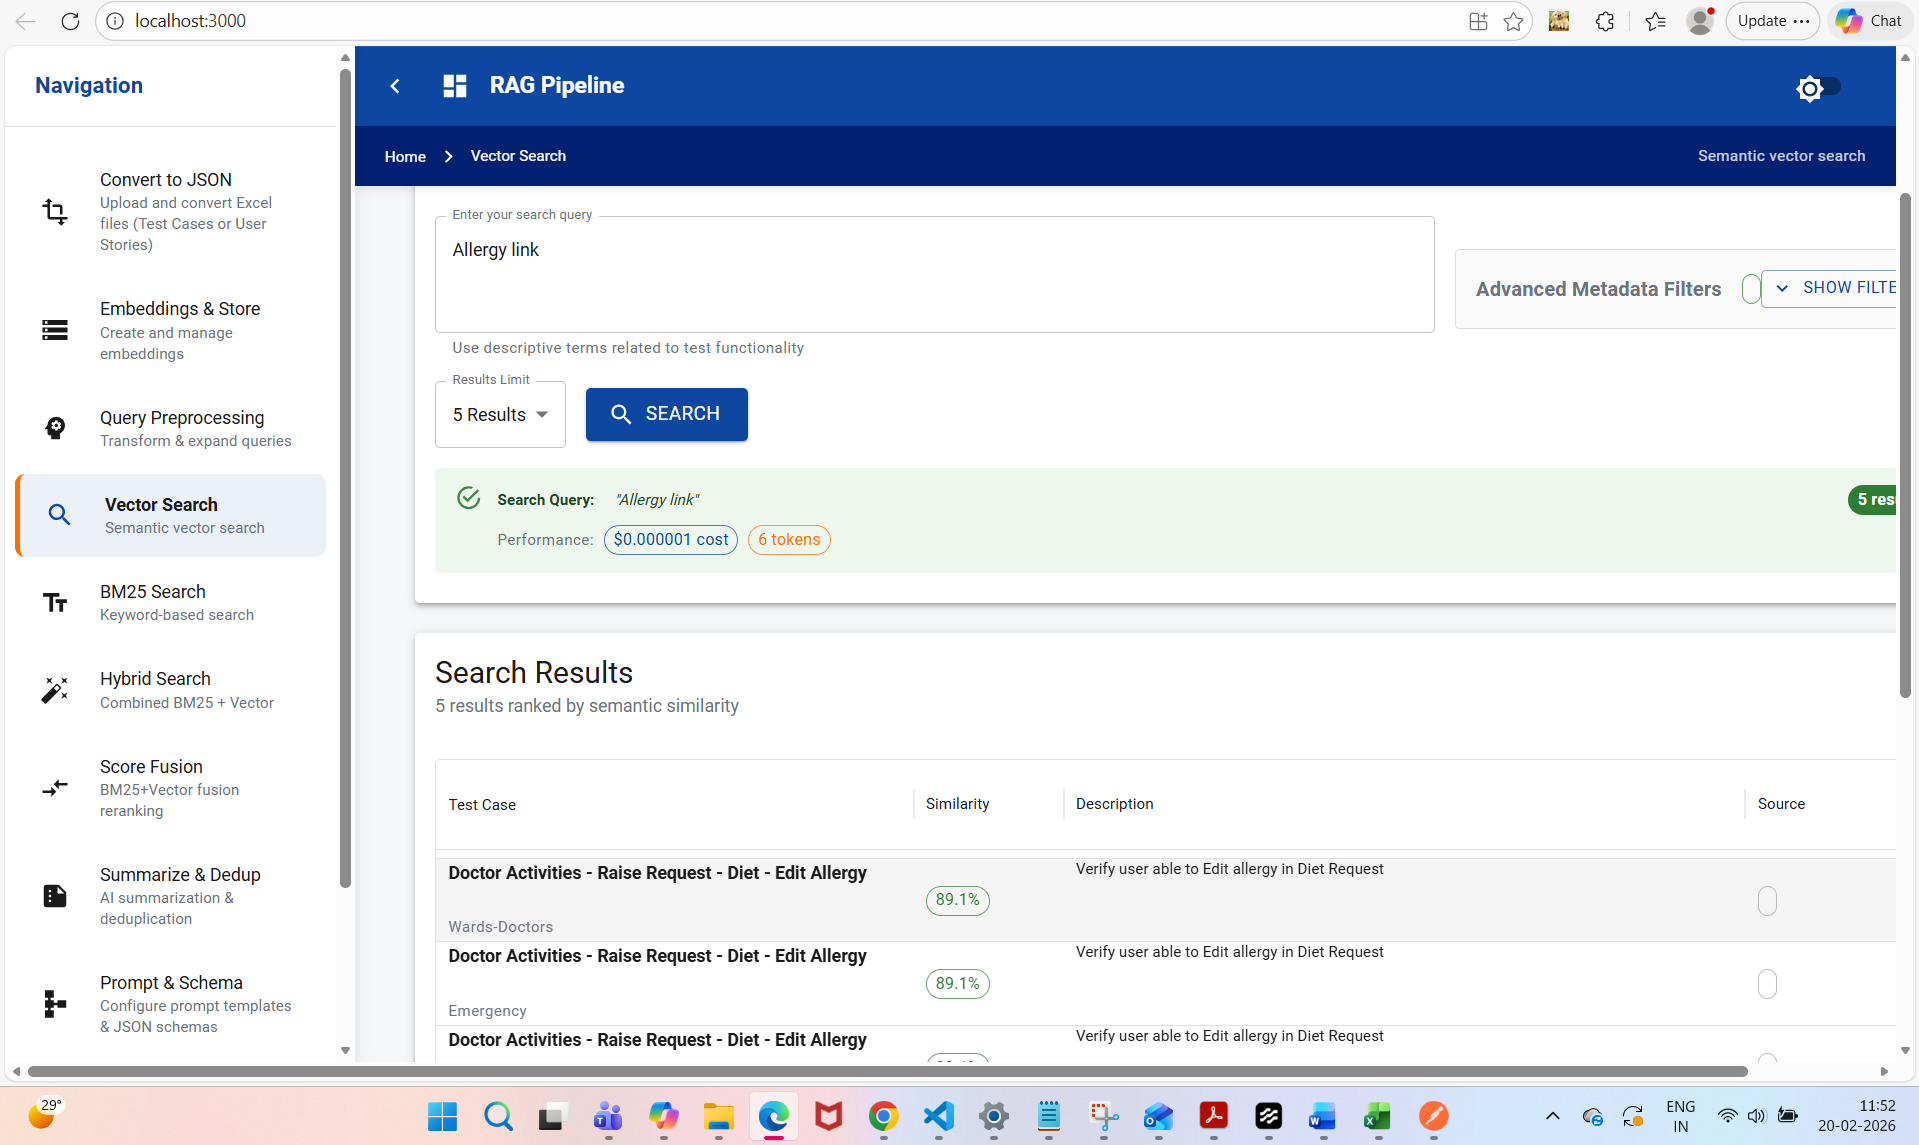 localhost:3000
Update
Chat
Navigation
RAG Pipeline
Home
Vector Search
Semantic vector search
Convert to JSON
Upload and convert Excel
files (Test Cases or User
Stories)
Embeddings & Store
Create and manage
embeddings
Query Preprocessing
Transform & expand queries
Vector Search
Semantic vector search
BM25 Search
Keyword-based search
Hybrid Search
Combined BM25 + Vector
Score Fusion
BM25+Vector fusion
reranking
Summarize & Dedup
AI summarization &
deduplication
Prompt & Schema
Configure prompt templates
& JSON schemas
Enter your search query
Allergy link
Use descriptive terms related to test functionality
Advanced Metadata Filters
SHOW FILTE
Results Limit
5 Results
SEARCH
Search Query: "Allergy link"
5 res
Performance: $0.000001 cost 6 tokens
Search Results
5 results ranked by semantic similarity
Test Case Similarity Description Source
Doctor Activities - Raise Request - Diet - Edit Allergy
Wards-Doctors
89.1%
Verify user able to Edit allergy in Diet Request
Doctor Activities - Raise Request - Diet - Edit Allergy
Emergency
89.1%
Verify user able to Edit allergy in Diet Request
Doctor Activities - Raise Request - Diet - Edit Allergy
Verify user able to Edit allergy in Diet Request
29°
ENG
IN
11:52
20-02-2026